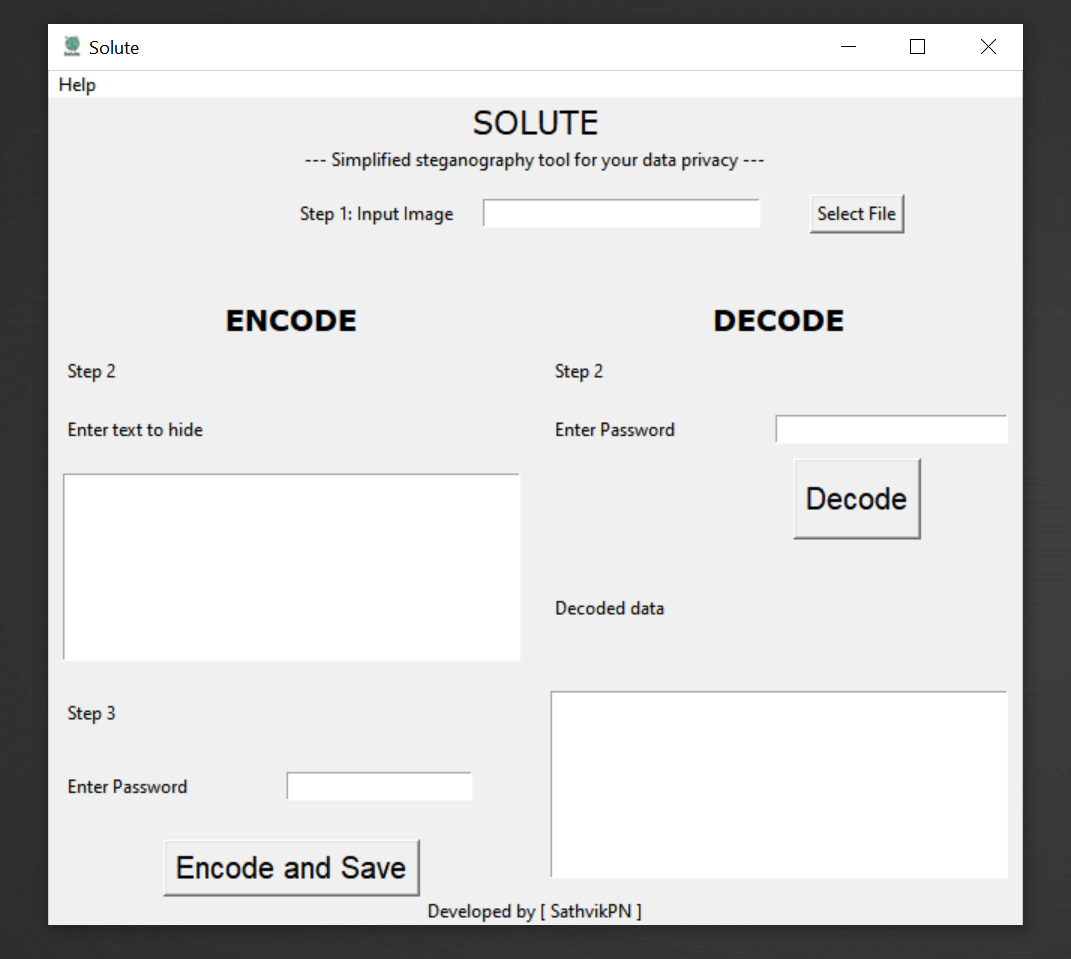 Solute
Help
SOLUTE
--- Simplified steganography tool for your data privacy ---
Step 1: Input Image
Select File
ENCODE
Step 2
Enter text to hide
Step 3
Enter Password
Encode and Save
DECODE
Step 2
Enter Password
Decode
Decoded data
Developed by [ SathvikPN ]